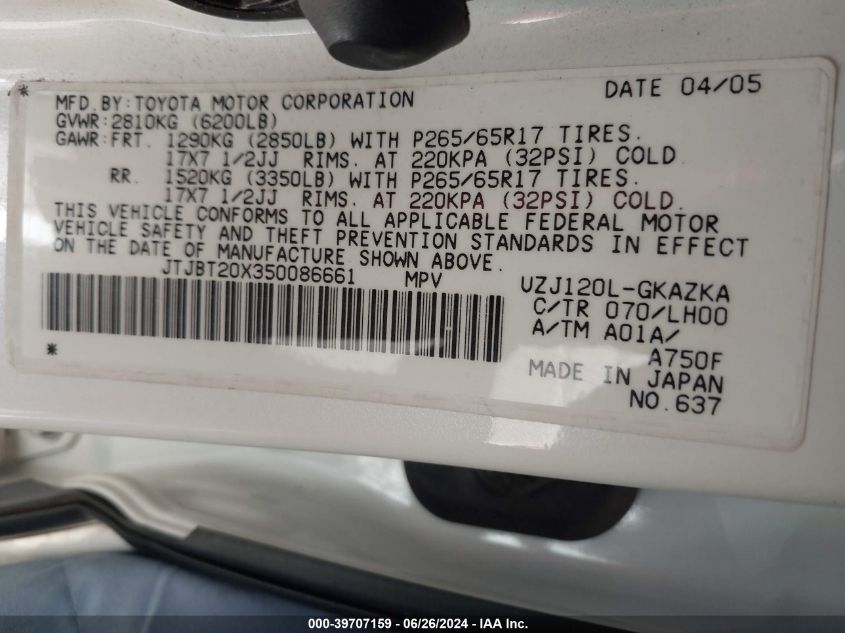 * MFD.BY:TOYOTA MOTOR CORPORATION DATE 04/05
GVWR:2810KG (6200LB)
GAWR:FRT. 1290KG (2850LB) WITH P265/65R17 TIRES.
17X7 1/2JJ RIMS. AT 220KPA (32PSI) COLD
RR. 1520KG (3350LB) WITH P265/65R17 TIRES.
17X7 1/2JJ RIMS. AT 220KPA (32PSI) COLD.
THIS VEHICLE CONFORMS TO ALL APPLICABLE FEDERAL MOTOR
VEHICLE SAFETY AND THEFT PREVENTION STANDARDS IN EFFECT
ON THE DATE OF MANUFACTURE SHOWN ABOVE.
JTJBT20X350086661 MPV UZJ120L-GKAZKA
C/TR 070/LH00
A/TM A01A/
* A750F
MADE IN JAPAN
NO.637
000-39707159 / 06/26/2024 / IAA Inc.